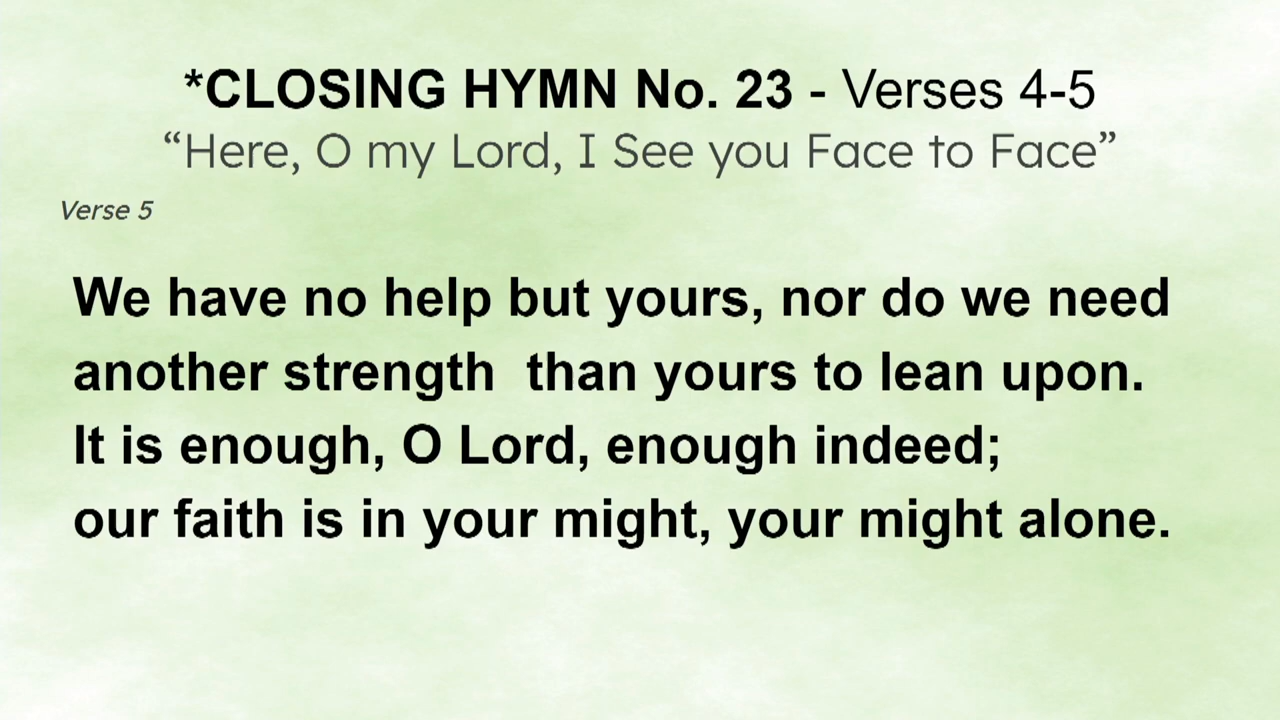 *CLOSING HYMN No. 23 - Verses 4-5
“Here, O my Lord, I See you Face to Face”
Verse 5
We have no help but yours, nor do we need
another strength  than yours to lean upon.
It is enough, O Lord, enough indeed;
our faith is in your might, your might alone.